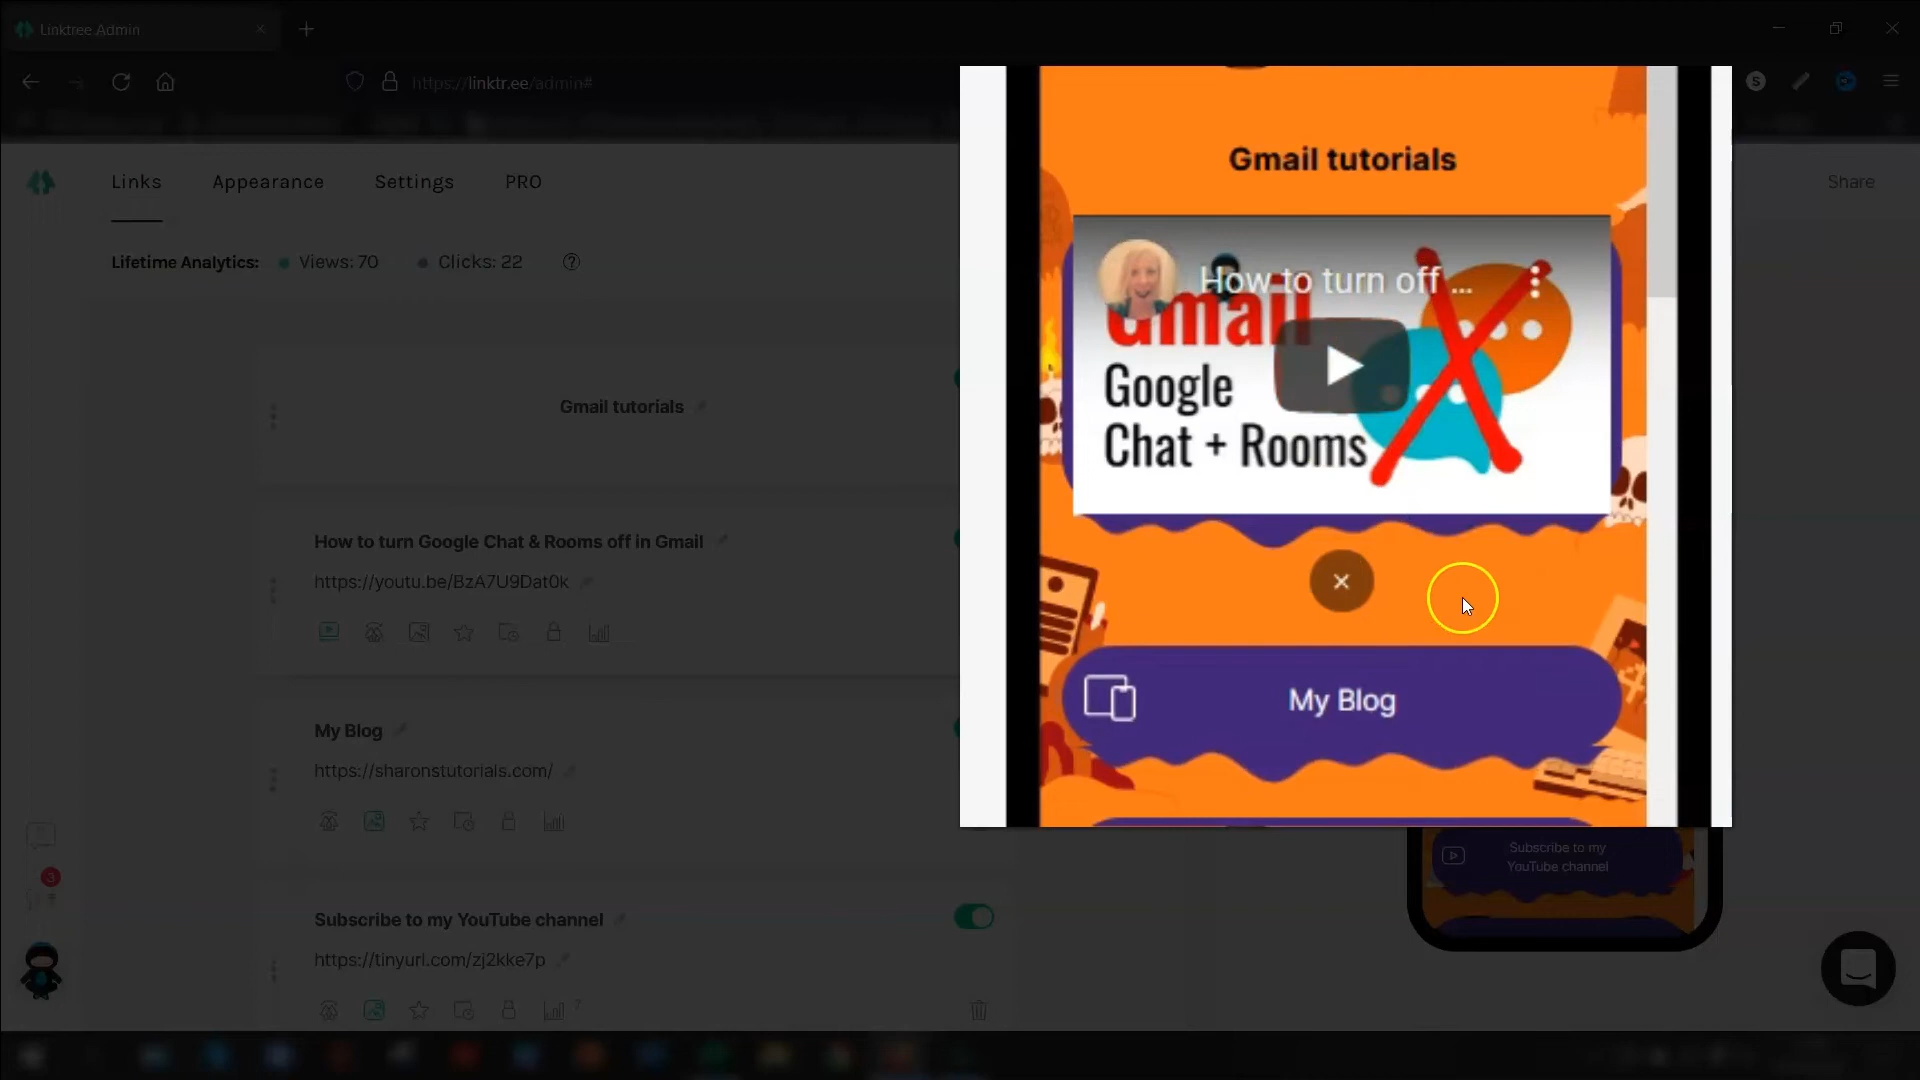 Linktree Admin
https://linktr.ee/admin#
S
Links
Appearance
Settings
PRO
Share
Lifetime Analytics:
Views: 70
Clicks: 22
?
Gmail tutorials
How to turn Google Chat & Rooms off in Gmail
https://youtu.be/BzA7U9Dat0k
My Blog
https://sharonstutorials.com/
Subscribe to my YouTube channel
https://tinyurl.com/zj2kke7p
7
3
Gmail tutorials
How to turn off ...
Gmail
Google
Chat + Rooms
My Blog
Subscribe to my
YouTube channel